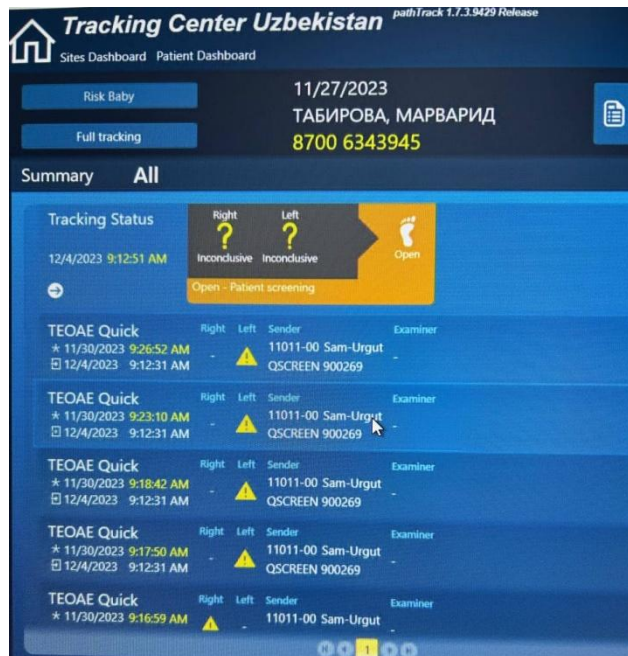 Tracking Center Uzbekistan pathTrack 1.7.3.9429 Release
Sites Dashboard Patient Dashboard
Risk Baby
Full tracking
11/27/2023
ТАБИРОВА, МАРВАРИД
8700 6343945
Summary All
Tracking Status
12/4/2023 9:12:51 AM
Right Left
? ?
Inconclusive Inconclusive
Open
Open - Patient screening
TEOAE Quick Right Left Sender Examiner
* 11/30/2023 9:26:52 AM - 11011-00 Sam-Urgut -
12/4/2023 9:12:31 AM QSCREEN 900269
TEOAE Quick Right Left Sender Examiner
* 11/30/2023 9:23:10 AM - 11011-00 Sam-Urgut -
12/4/2023 9:12:31 AM QSCREEN 900269
TEOAE Quick Right Left Sender Examiner
* 11/30/2023 9:18:42 AM - 11011-00 Sam-Urgut -
12/4/2023 9:12:31 AM QSCREEN 900269
TEOAE Quick Right Left Sender Examiner
* 11/30/2023 9:17:50 AM - 11011-00 Sam-Urgut -
12/4/2023 9:12:31 AM QSCREEN 900269
TEOAE Quick Right Left Sender Examiner
* 11/30/2023 9:16:59 AM - 11011-00 Sam-Urgut -
1